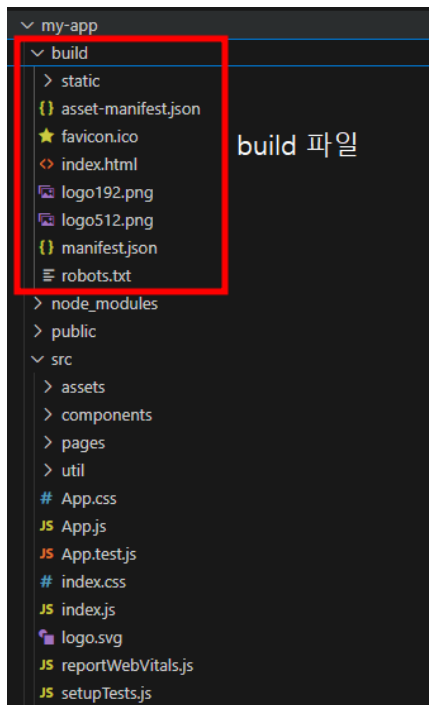 my-app
build
static
asset-manifest.json
favicon.ico
index.html
build 파일
logo192.png
logo512.png
manifest.json
robots.txt
node_modules
public
src
assets
components
pages
util
App.css
App.js
App.test.js
index.css
index.js
logo.svg
reportWebVitals.js
setupTests.js